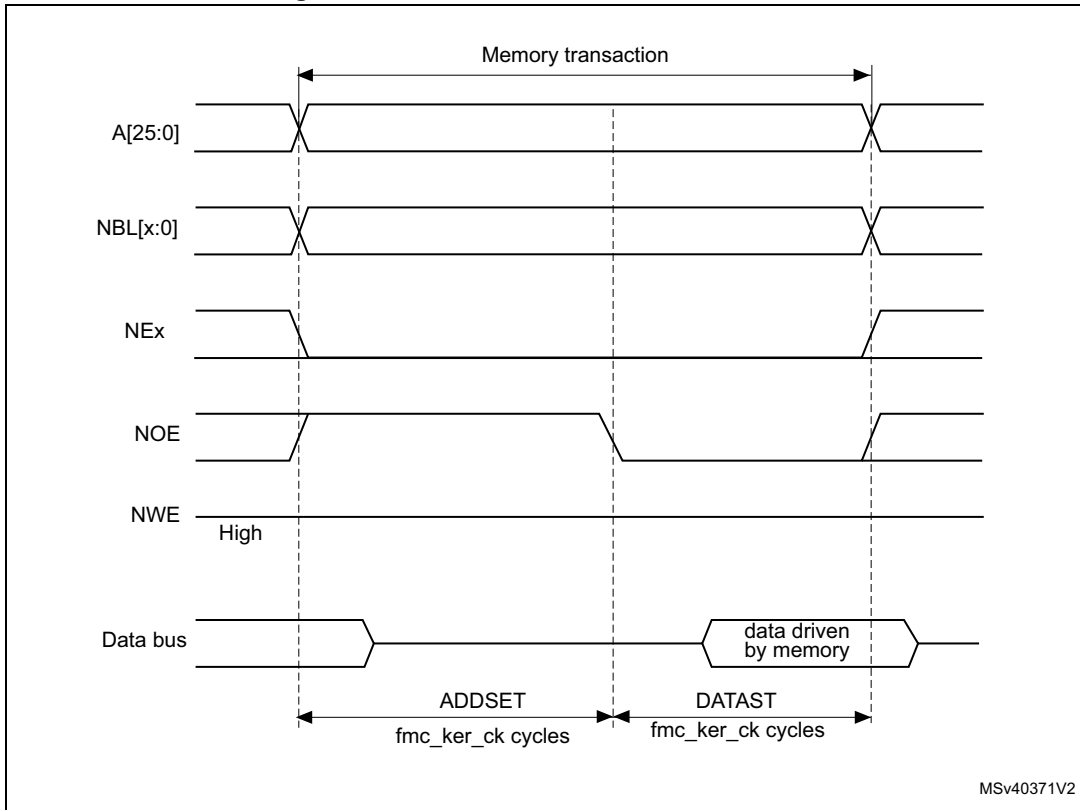 Memory transaction
A[25:0]
NBL[x:0]
NEx
NOE
NWE
High
Data bus
data driven
by memory
ADDSET
DATAST
fmc_ker_ck cycles
fmc_ker_ck cycles
MSv40371V2